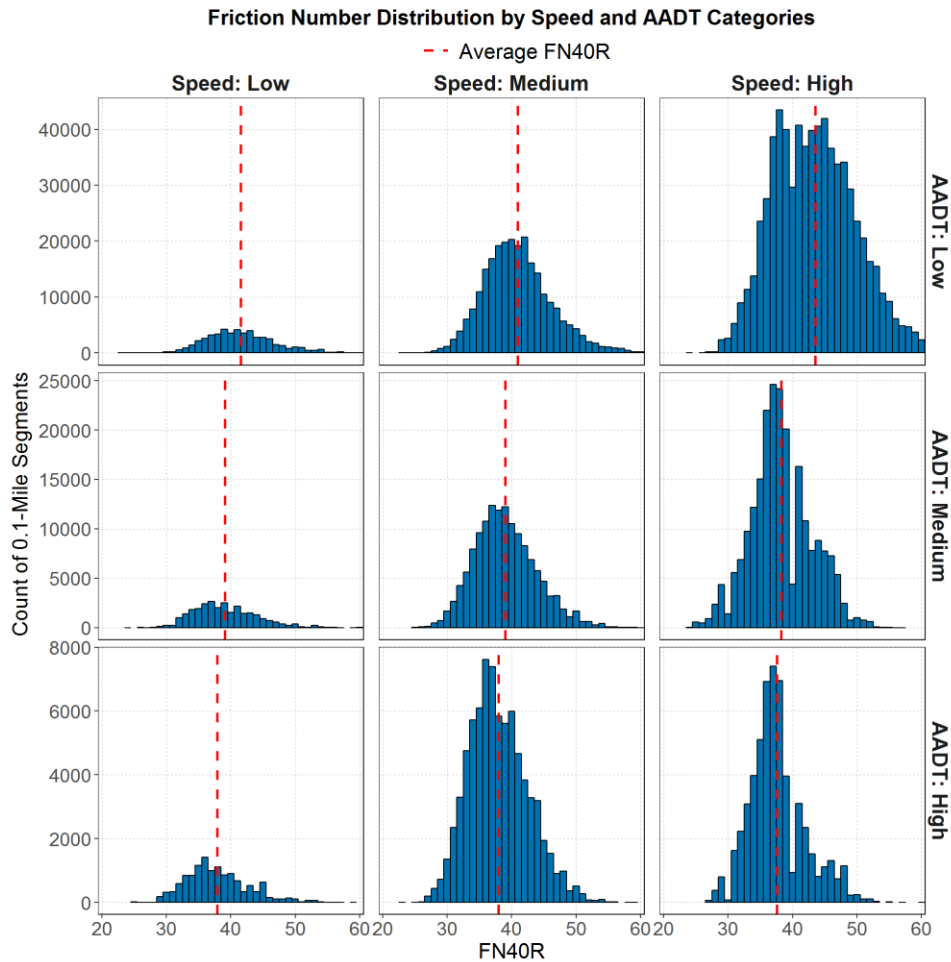 Friction Number Distribution by Speed and AADT Categories
Average FN40R
Speed: Low
Speed: Medium
Speed: High
40000
30000
20000
10000
0
AADT: Low
25000
20000
15000
10000
5000
0
AADT: Medium
8000
6000
4000
2000
0
AADT: High
Count of 0.1-Mile Segments
20 30 40 50 60
20 30 40 50 60
20 30 40 50 60
FN40R